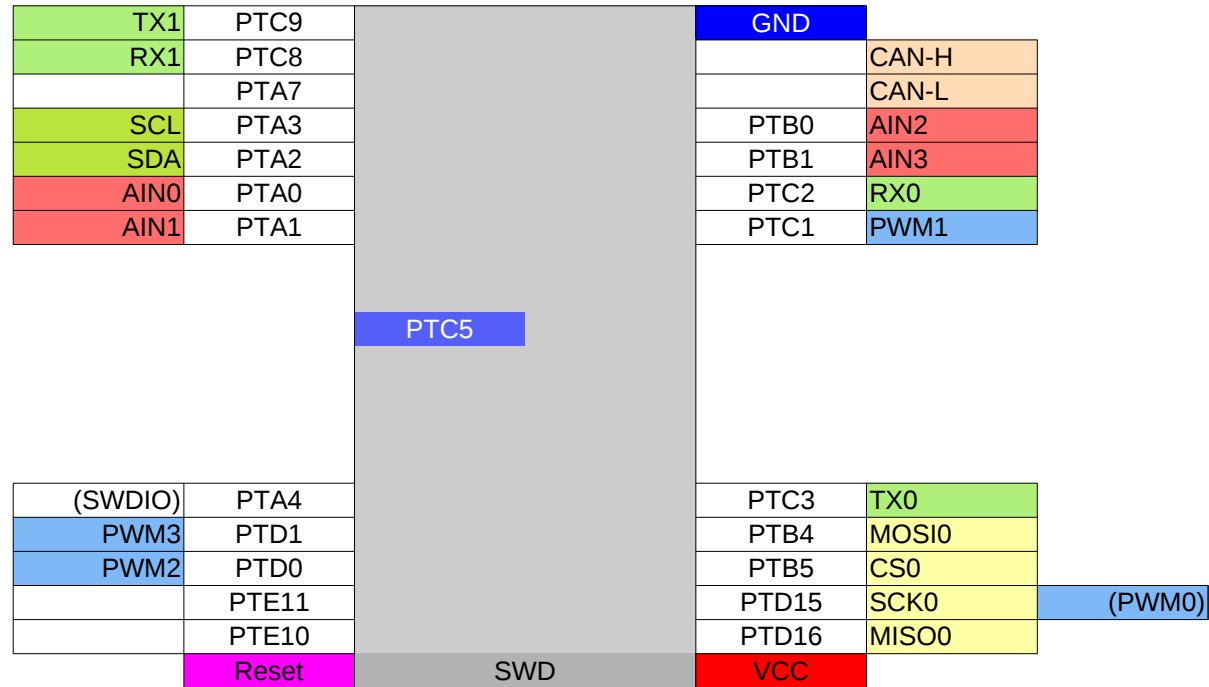 TX1 PTC9 GND
RX1 PTC8 CAN-H
PTA7 CAN-L
SCL PTA3 PTB0 AIN2
SDA PTA2 PTB1 AIN3
AIN0 PTA0 PTC2 RX0
AIN1 PTA1 PTC1 PWM1
PTC5
(SWDIO) PTA4 PTC3 TX0
PWM3 PTD1 PTB4 MOSI0
PWM2 PTD0 PTB5 CS0
PTE11 PTD15 SCK0 (PWM0)
PTE10 PTD16 MISO0
Reset SWD VCC